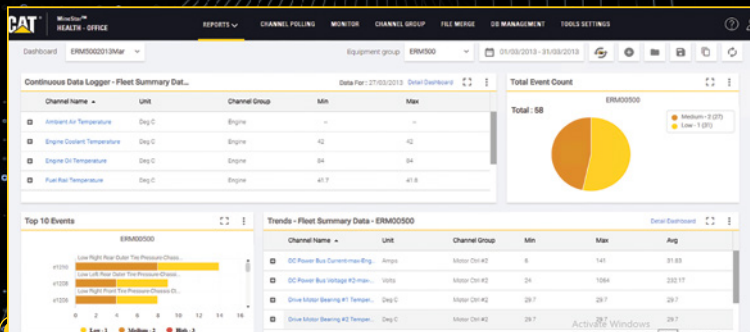 CAT MineStar™
HEALTH - OFFICE
REPORTS CHANNEL POLLING MONITOR CHANNEL GROUP FILE MERGE DB MANAGEMENT TOOLS SETTINGS
Dashboard ERM5002013Mar Equipment group ERM500 01/03/2013 - 31/03/2013
Continuous Data Logger - Fleet Summary Dat... Data For : 27/03/2013 Detail Dashboard
Channel Name Unit Channel Group Min Max
Ambient Air Temperature Deg C Engine -- --
Engine Coolant Temperature Deg C Engine 42 42
Engine Oil Temperature Deg C Engine 84 84
Fuel Rail Temperature Deg C Engine 41.7 41.8
Total Event Count
ERM00500
Total : 58
Medium - 2 (27)
Low - 1 (31)
Top 10 Events
ERM00500
Low Right Rear Outer Tire Pressure-Chass...
#1210
Low Left Rear Outer Tire Pressure-Chassi...
#1208
Low Right Front Tire Pressure-Chassis Ct...
#1206
0 2 4 6 8 10 12 14 16
Low - 1 Medium - 2 High - 3
Trends - Fleet Summary Data - ERM00500 Detail Dashboard
Channel Name Unit Channel Group Min Max Avg
DC Power Bus Current-max-Eng... Amps Motor Ctrl #2 6 141 31.83
DC Power Bus Voltage #2-max-... Volts Motor Ctrl #2 24 1084 232.17
Drive Motor Bearing #1 Temper... Deg C Motor Ctrl #2 29.7 29.7 29.7
Drive Motor Bearing #2 Temper... Deg C Motor Ctrl #2 29.7 29.7 29.7
Activate Windows